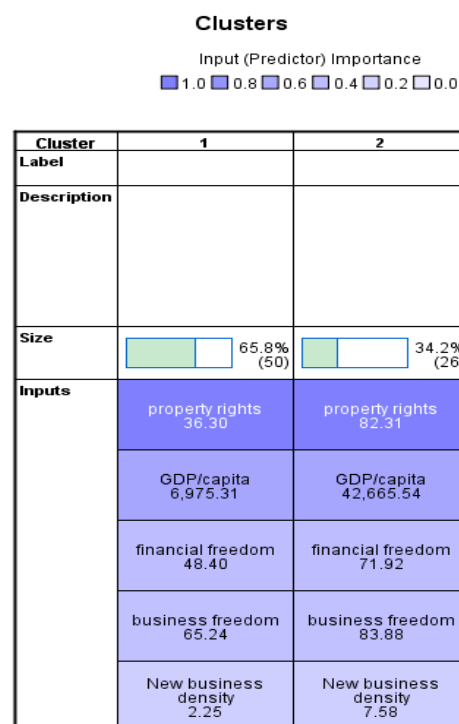 Clusters
Input (Predictor) Importance
1.0 0.8 0.6 0.4 0.2 0.0
Cluster 1 2
Label
Description
Size 65.8% (50) 34.2% (26
Inputs
property rights property rights
36.30 82.31
GDP/capita GDP/capita
6,975.31 42,665.54
financial freedom financial freedom
48.40 71.92
business freedom business freedom
65.24 83.88
New business New business
density density
2.25 7.58